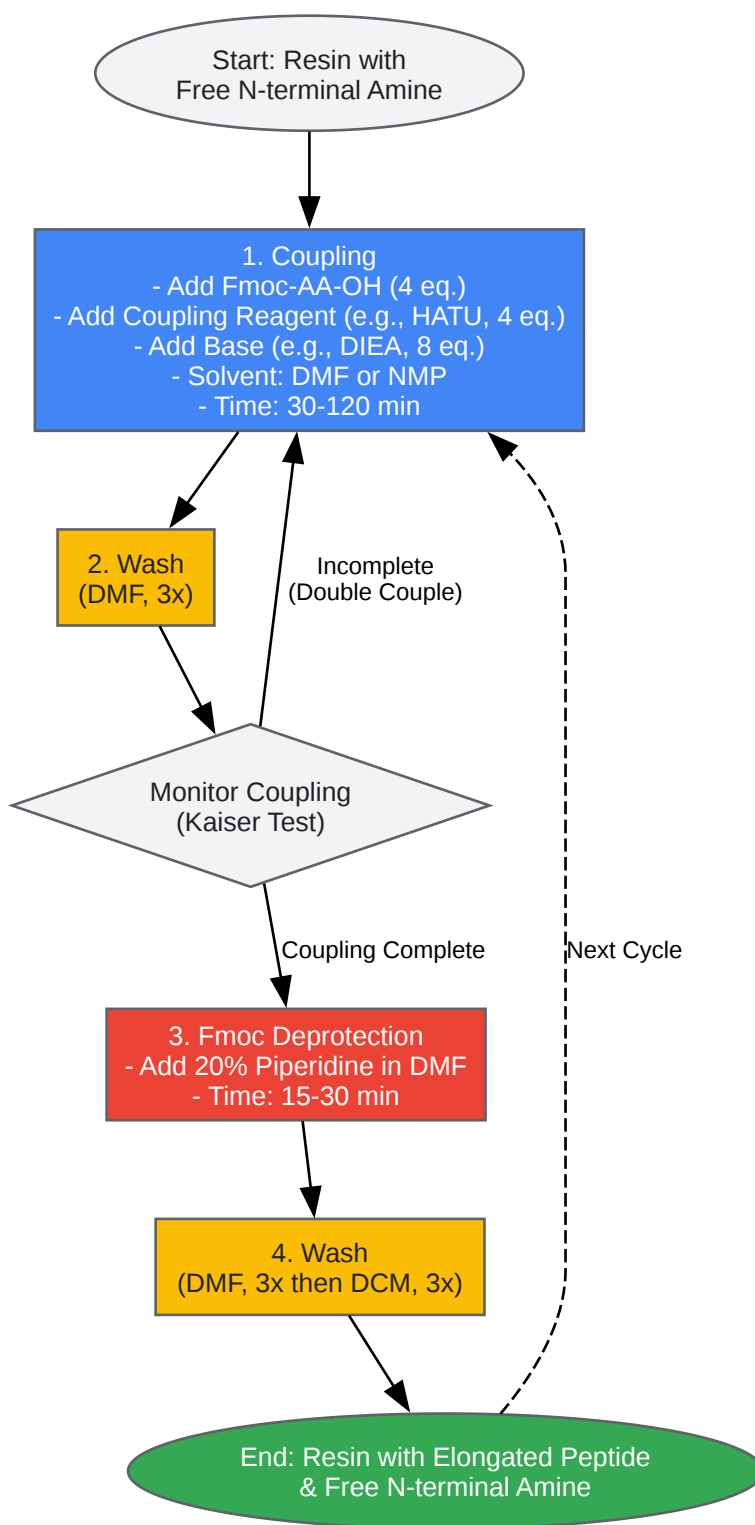 Start: Resin with
Free N-terminal Amine
1. Coupling
- Add Fmoc-AA-OH (4 eq.)
- Add Coupling Reagent (e.g., HATU, 4 eq.)
- Add Base (e.g., DIEA, 8 eq.)
- Solvent: DMF or NMP
- Time: 30-120 min
2. Wash
(DMF, 3x)
Incomplete
(Double Couple)
Monitor Coupling
(Kaiser Test)
Coupling Complete
Next Cycle
3. Fmoc Deprotection
- Add 20% Piperidine in DMF
- Time: 15-30 min
4. Wash
(DMF, 3x then DCM, 3x)
End: Resin with Elongated Peptide
& Free N-terminal Amine